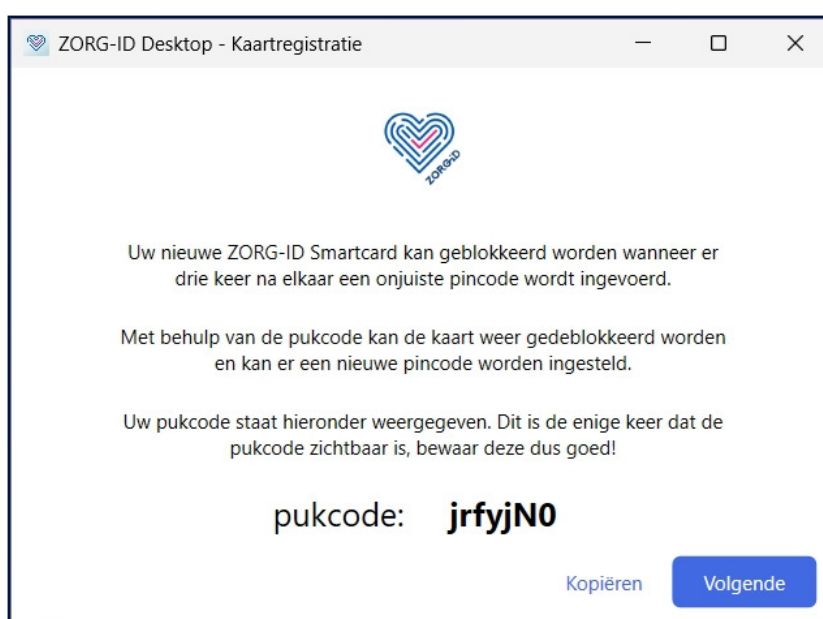 ZORG-ID Desktop - Kaartregistratie
ZORG-ID
Uw nieuwe ZORG-ID Smartcard kan geblokkeerd worden wanneer er
drie keer na elkaar een onjuiste pincode wordt ingevoerd.
Met behulp van de pukcode kan de kaart weer gedeblokkeerd worden
en kan er een nieuwe pincode worden ingesteld.
Uw pukcode staat hieronder weergegeven. Dit is de enige keer dat de
pukcode zichtbaar is, bewaar deze dus goed!
pukcode: jrfyjN0
Kopiëren Volgende